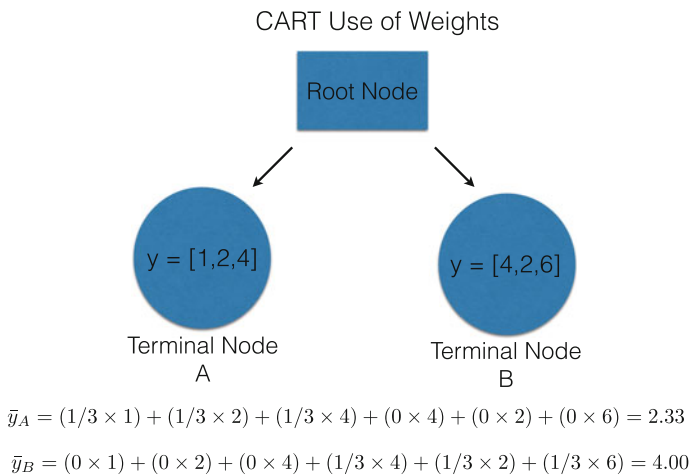 CART Use of Weights
Root Node
y = [1,2,4]
y = [4,2,6]
Terminal Node
A
Terminal Node
B
ȳ_A = (1/3 × 1) + (1/3 × 2) + (1/3 × 4) + (0 × 4) + (0 × 2) + (0 × 6) = 2.33
ȳ_B = (0 × 1) + (0 × 2) + (0 × 4) + (1/3 × 4) + (1/3 × 2) + (1/3 × 6) = 4.00